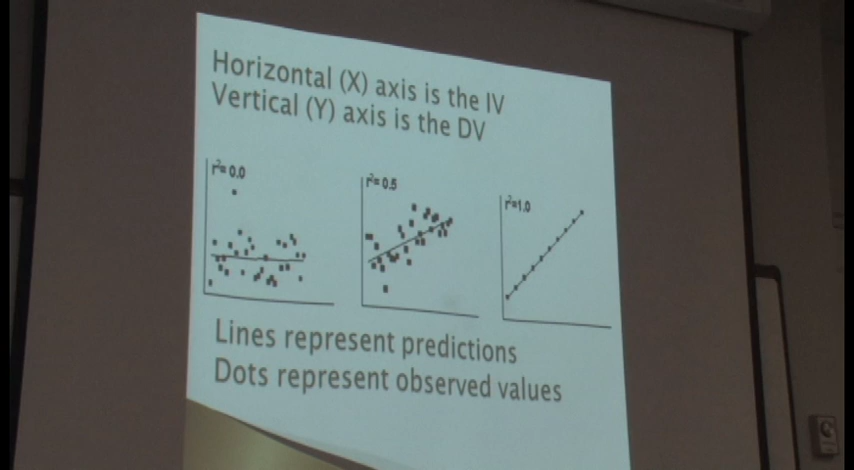 Horizontal (X) axis is the IV
Vertical (Y) axis is the DV
r²= 0.0
r²= 0.5
r²=1.0
Lines represent predictions
Dots represent observed values